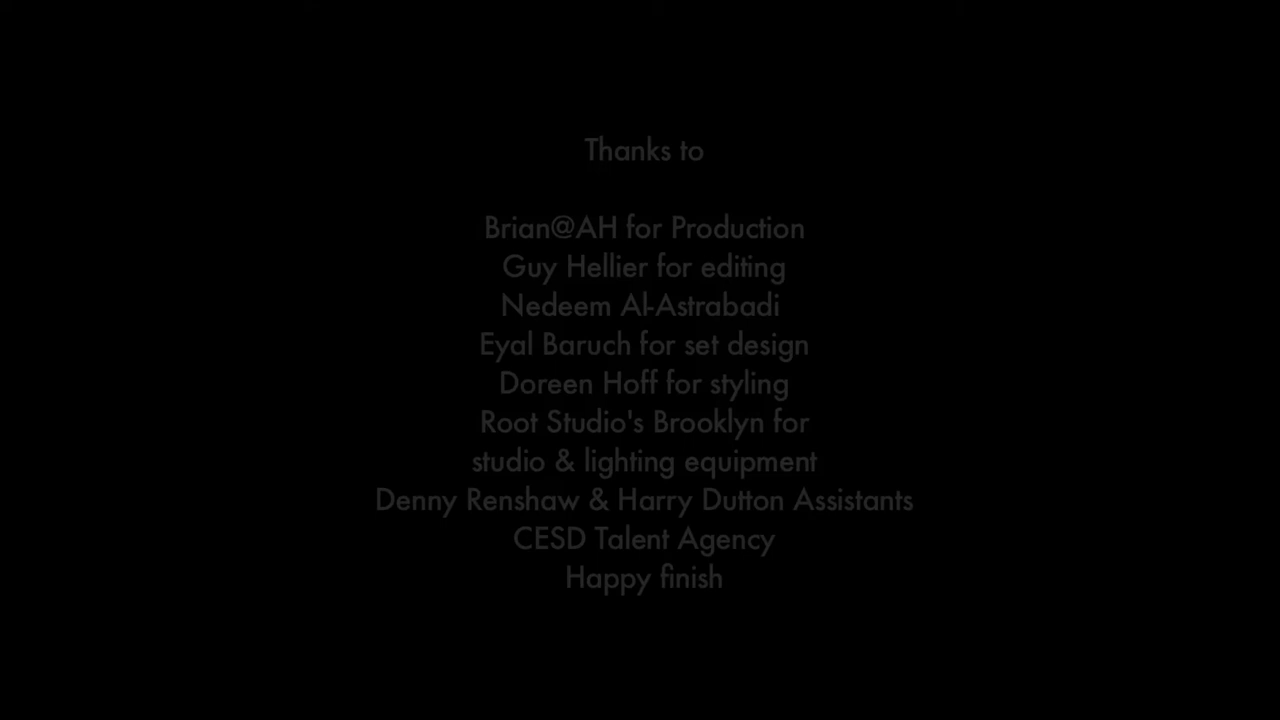 Thanks to
Brian@AH for Production
Guy Hellier for editing
Nedeem Al-Astrabadi
Eyal Baruch for set design
Doreen Hoff for styling
Root Studio's Brooklyn for
studio & lighting equipment
Denny Renshaw & Harry Dutton Assistants
CESD Talent Agency
Happy finish